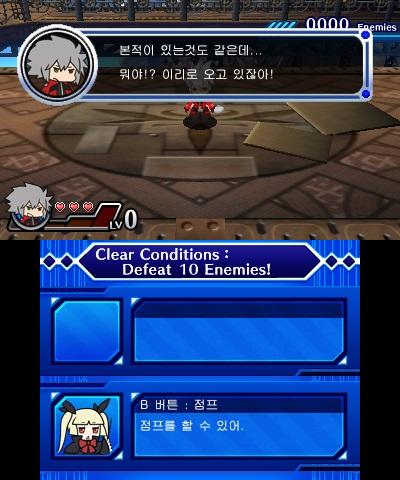 0000 Enemies
본적이 있는것도 같은데...
뭐야!? 이리로 오고 있잖아!
LV 0
Clear Conditions :
Defeat 10 Enemies!
B 버튼 : 점프
점프를 할 수 있어.